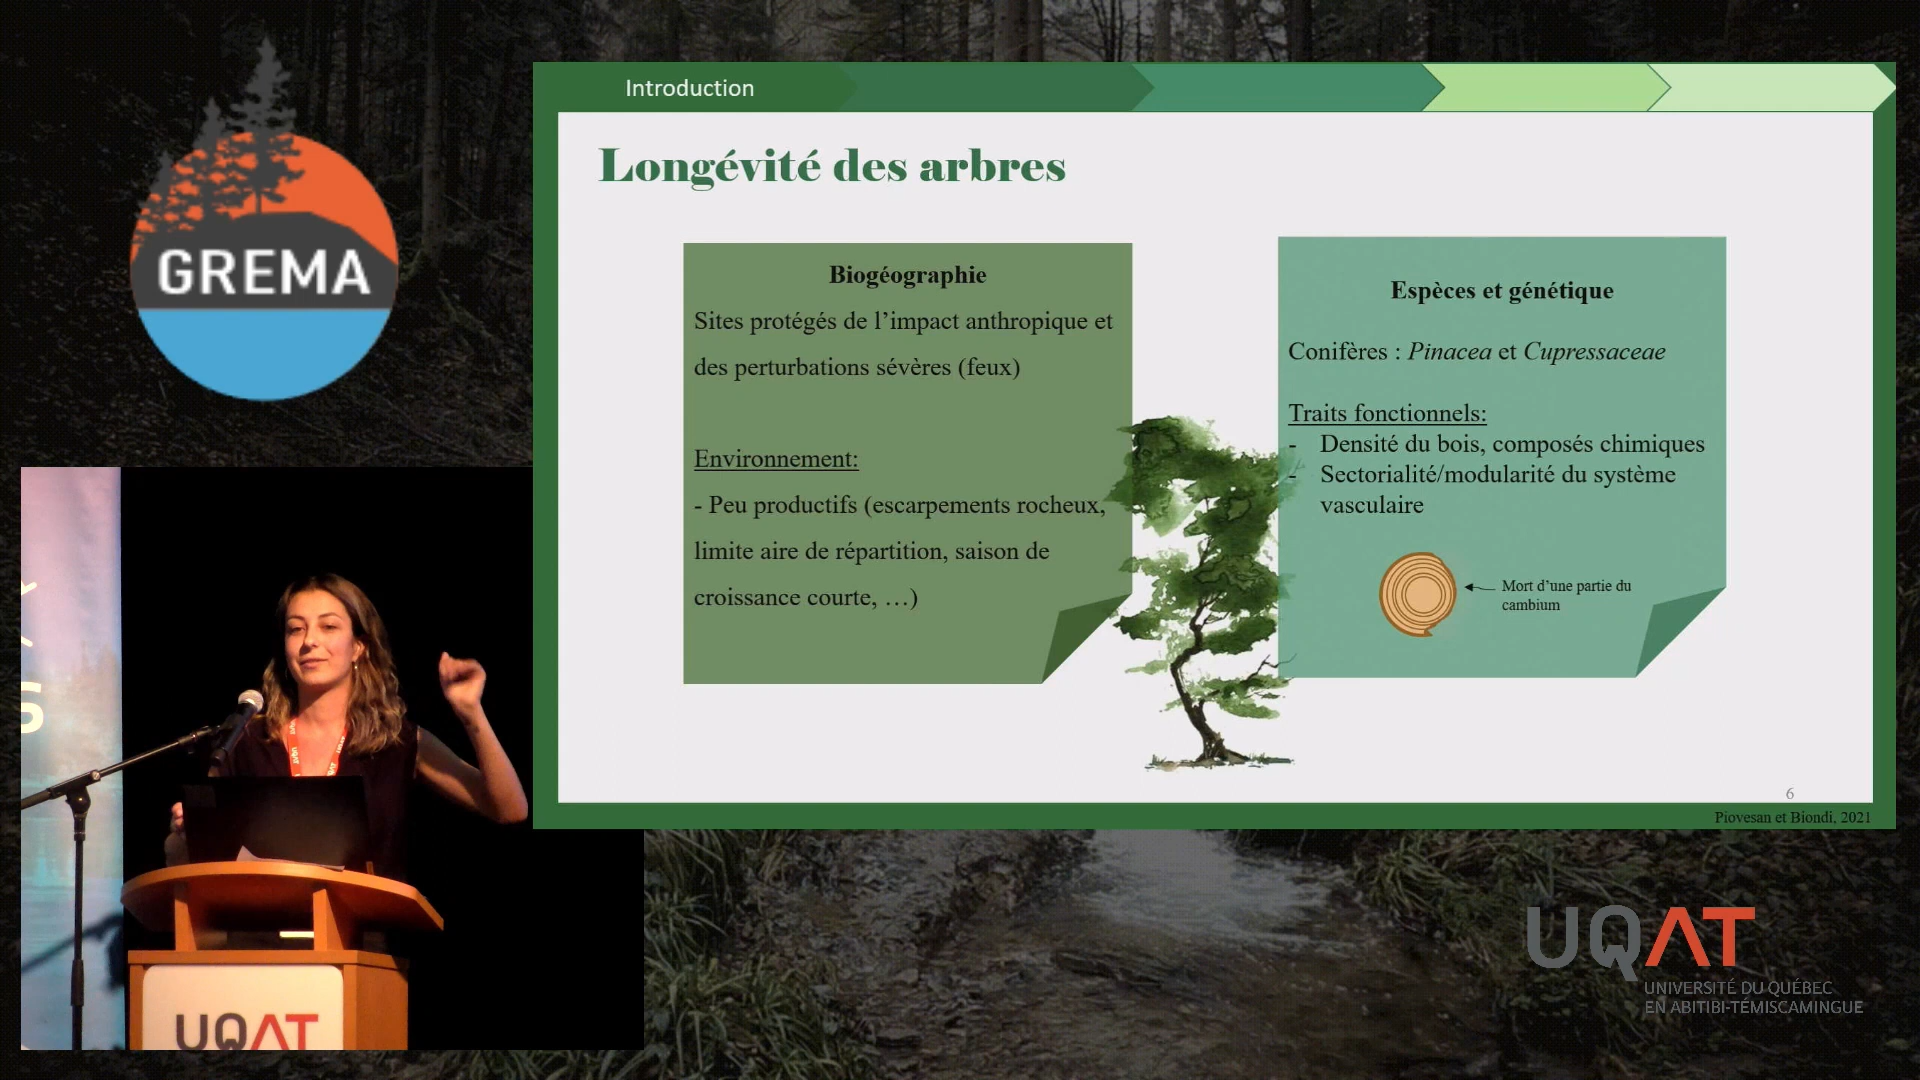 GREMA
Introduction
Longévité des arbres
Biogéographie
Sites protégés de l’impact anthropique et
des perturbations sévères (feux)
Environnement:
- Peu productifs (escarpements rocheux,
limite aire de répartition, saison de
croissance courte, …)
Espèces et génétique
Conifères : Pinacea et Cupressaceae
Traits fonctionnels:
- Densité du bois, composés chimiques
- Sectorialité/modularité du système
vasculaire
Mort d’une partie du
cambium
6
Piovesan et Biondi, 2021
UQAT
UNIVERSITÉ DU QUÉBEC
EN ABITIBI-TÉMISCAMINGUE
UQAT